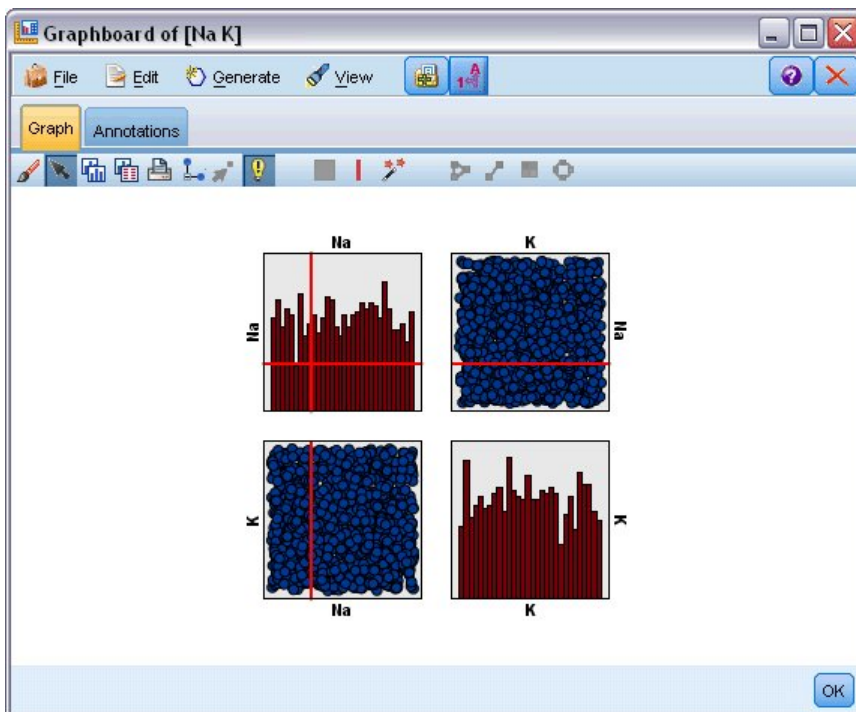 Graphboard of [Na K]
File Edit Generate View
Graph Annotations
Na K
Na Na
K K
Na K
OK